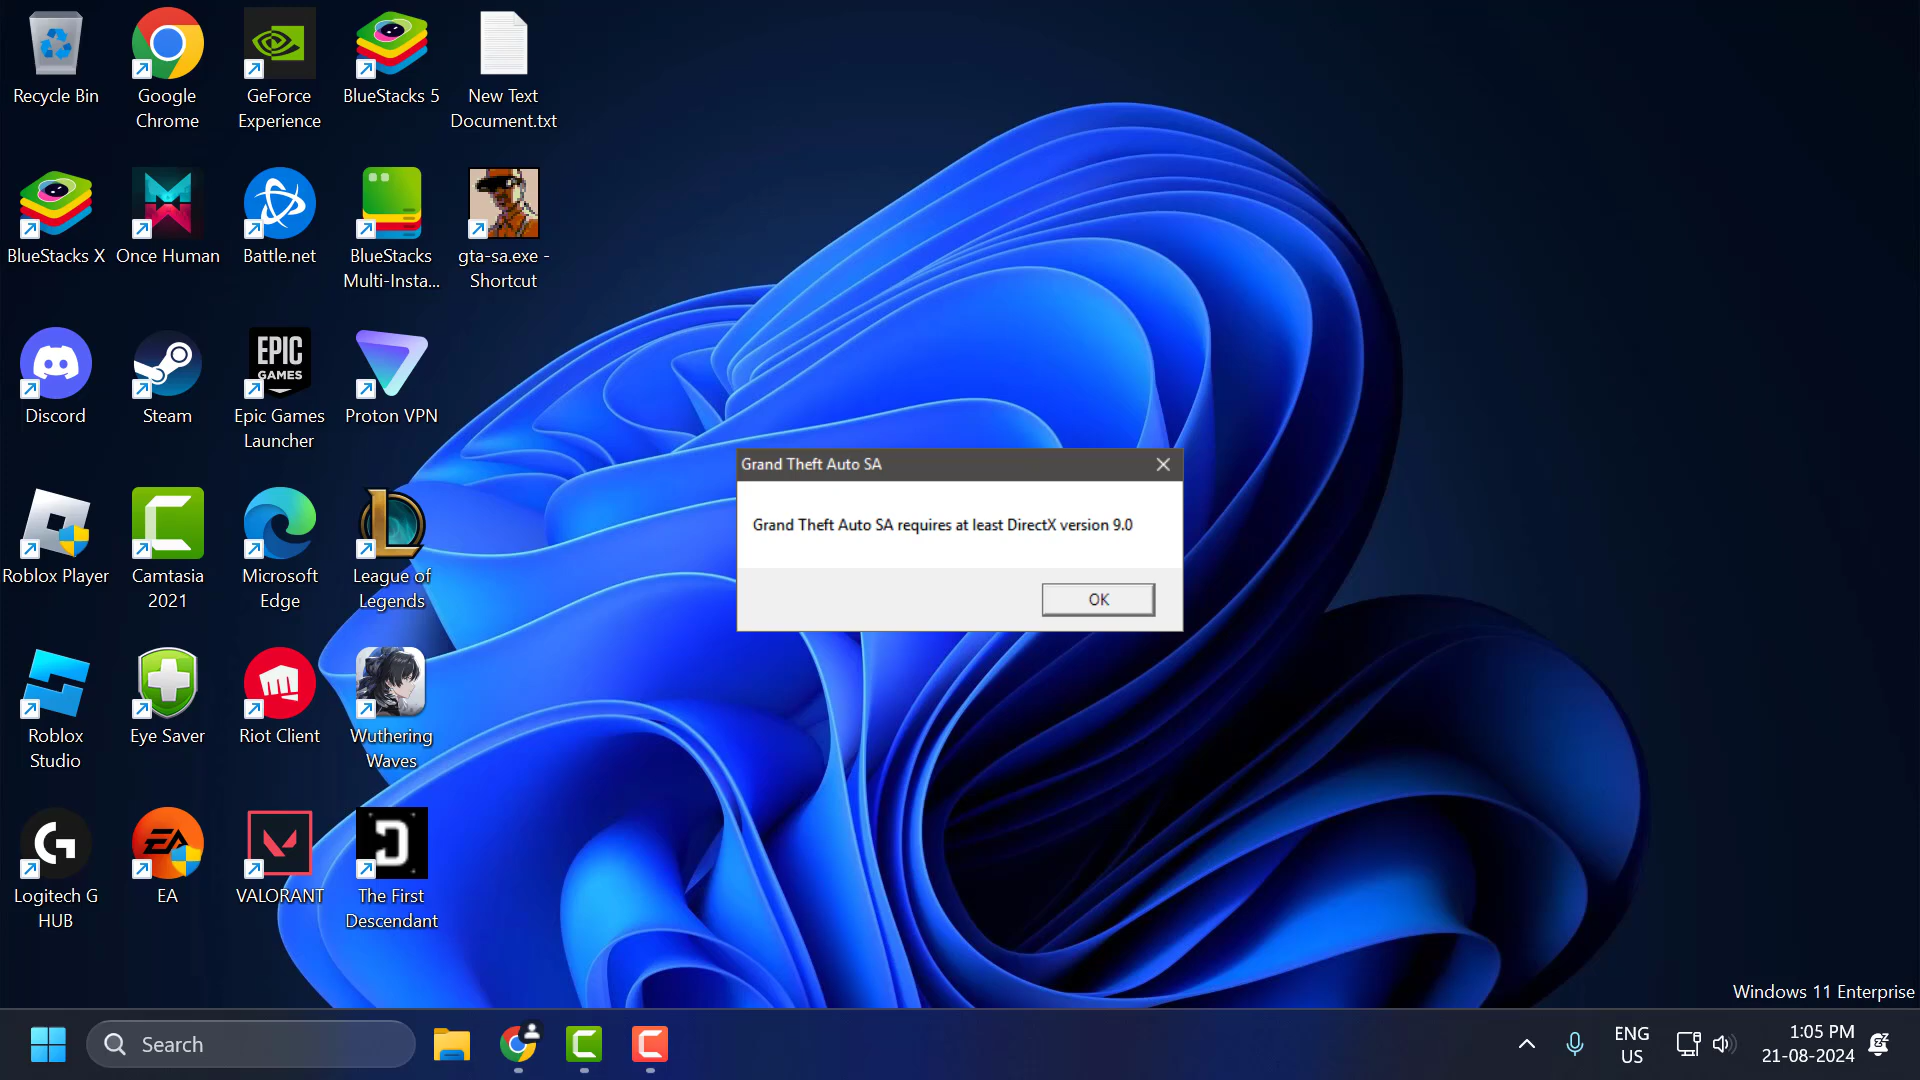 Recycle Bin
Google
Chrome
GeForce
Experience
BlueStacks 5
New Text
Document.txt
BlueStacks X
Once Human
Battle.net
BlueStacks
Multi-Insta...
gta-sa.exe -
Shortcut
Discord
Steam
EPIC
GAMES
Epic Games
Launcher
Proton VPN
Grand Theft Auto SA
Grand Theft Auto SA requires at least DirectX version 9.0
OK
Roblox Player
Camtasia
2021
Microsoft
Edge
League of
Legends
Roblox
Studio
Eye Saver
Riot Client
Wuthering
Waves
Logitech G
HUB
EA
EA
VALORANT
The First
Descendant
Windows 11 Enterprise
Search
ENG
US
1:05 PM
21-08-2024